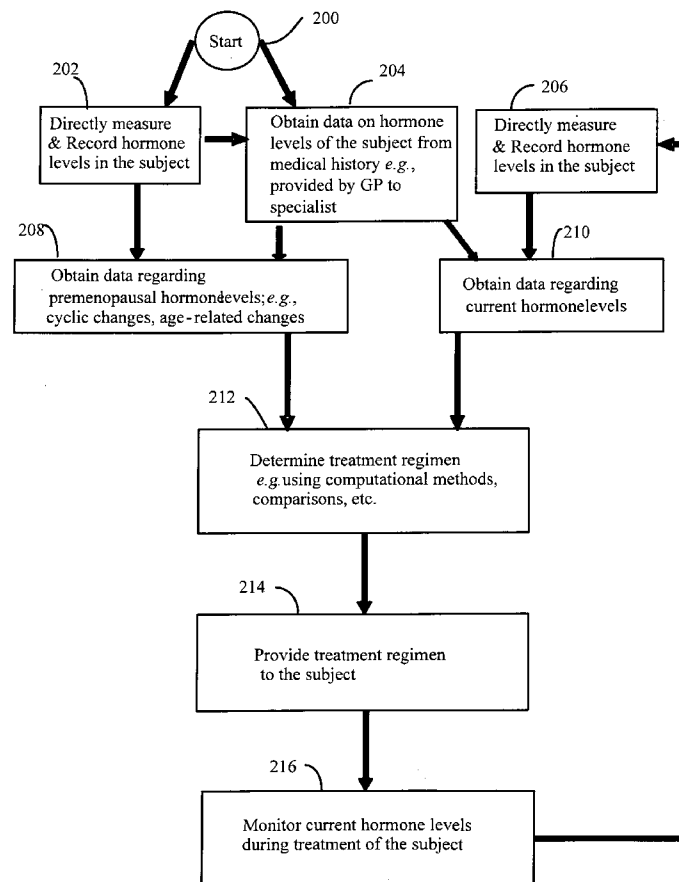 200
Start
202
204
206
Directly measure
& Record hormone
levels in the subject
Obtain data on hormone
levels of the subject from
medical history e.g.,
provided by GP to
specialist
Directly measure
& Record hormone
levels in the subject
208
210
Obtain data regarding
premenopausal hormonelevels; e.g.,
cyclic changes, age-related changes
Obtain data regarding
current hormonelevels
212
Determine treatment regimen
e.g. using computational methods,
comparisons, etc.
214
Provide treatment regimen
to the subject
216
Monitor current hormone levels
during treatment of the subject